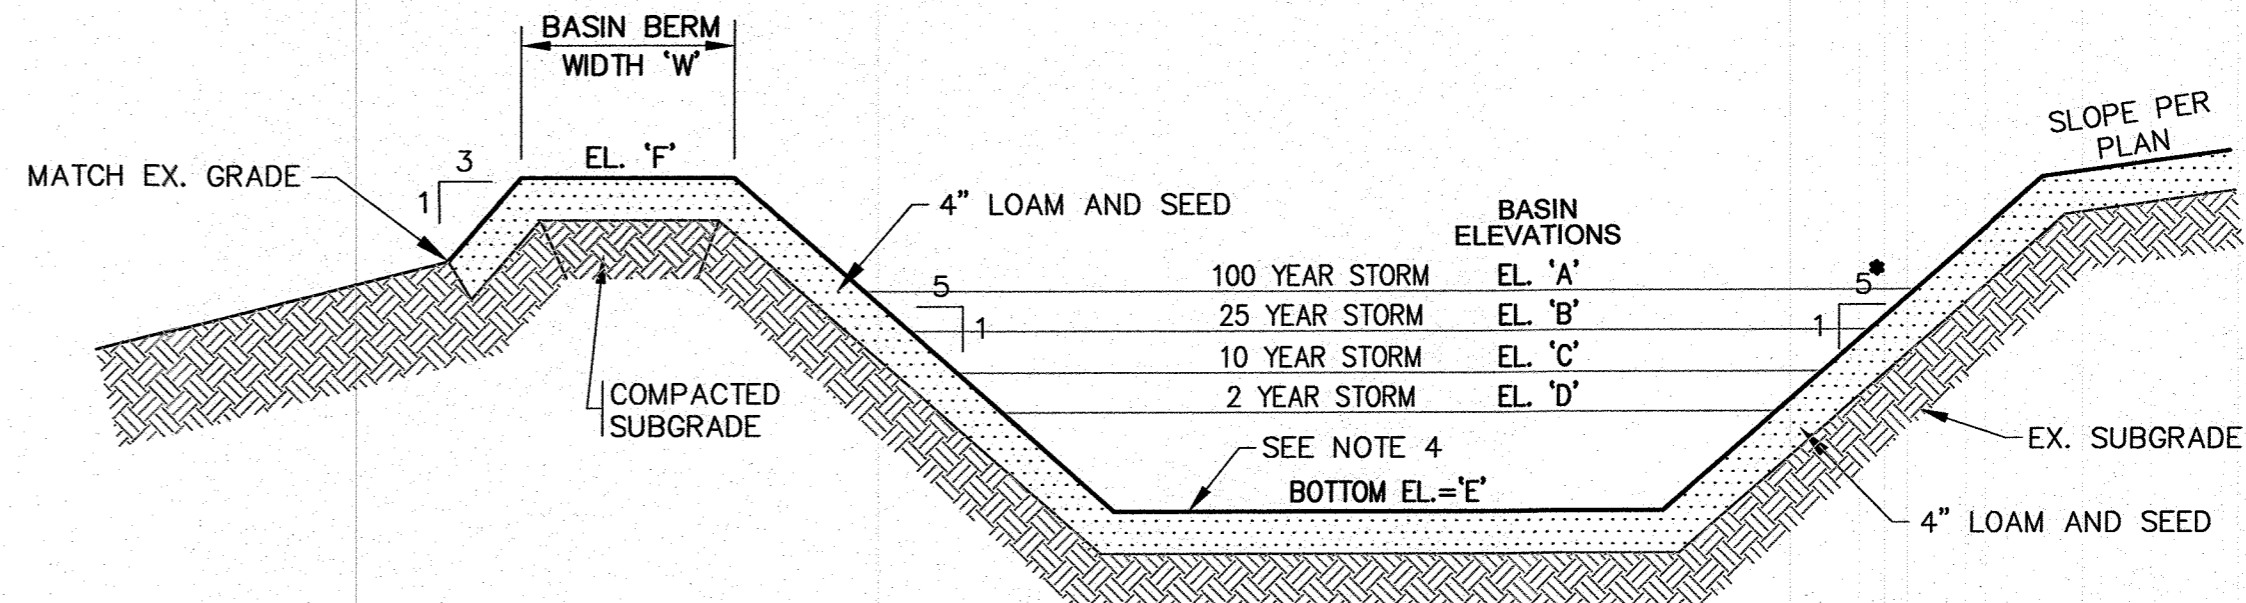 BASIN BERM
WIDTH 'W'
EL. 'F'
MATCH EX. GRADE
3
1
4" LOAM AND SEED
BASIN
ELEVATIONS
100 YEAR STORM EL. 'A'
25 YEAR STORM EL. 'B'
10 YEAR STORM EL. 'C'
2 YEAR STORM EL. 'D'
5
1
5*
1
SLOPE PER
PLAN
COMPACTED
SUBGRADE
SEE NOTE 4
BOTTOM EL.='E'
EX. SUBGRADE
4" LOAM AND SEED